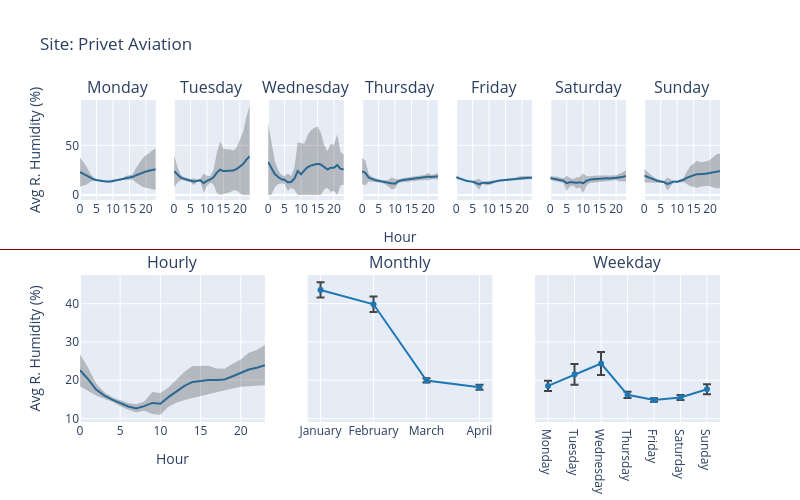 Site: Privet Aviation
Monday Tuesday Wednesday Thursday Friday Saturday Sunday
Avg R. Humidity (%)
50
0
0 5 10 15 20 0 5 10 15 20 0 5 10 15 20 0 5 10 15 20 0 5 10 15 20 0 5 10 15 20 0 5 10 15 20
Hour
Hourly Monthly Weekday
Avg R. Humidity (%)
40
30
20
10
0 5 10 15 20
Hour
January February March April
Monday
Tuesday
Wednesday
Thursday
Friday
Saturday
Sunday